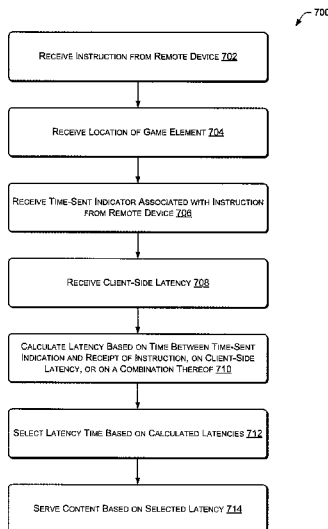 700
RECEIVE INSTRUCTION FROM REMOTE DEVICE 702
RECEIVE LOCATION OF GAME ELEMENT 704
RECEIVE TIME-SENT INDICATOR ASSOCIATED WITH INSTRUCTION
FROM REMOTE DEVICE 706
RECEIVE CLIENT-SIDE LATENCY 708
CALCULATE LATENCY BASED ON TIME BETWEEN TIME-SENT
INDICATION AND RECEIPT OF INSTRUCTION, ON CLIENT-SIDE
LATENCY, OR ON A COMBINATION THEREOF 710
SELECT LATENCY TIME BASED ON CALCULATED LATENCIES 712
SERVE CONTENT BASED ON SELECTED LATENCY 714